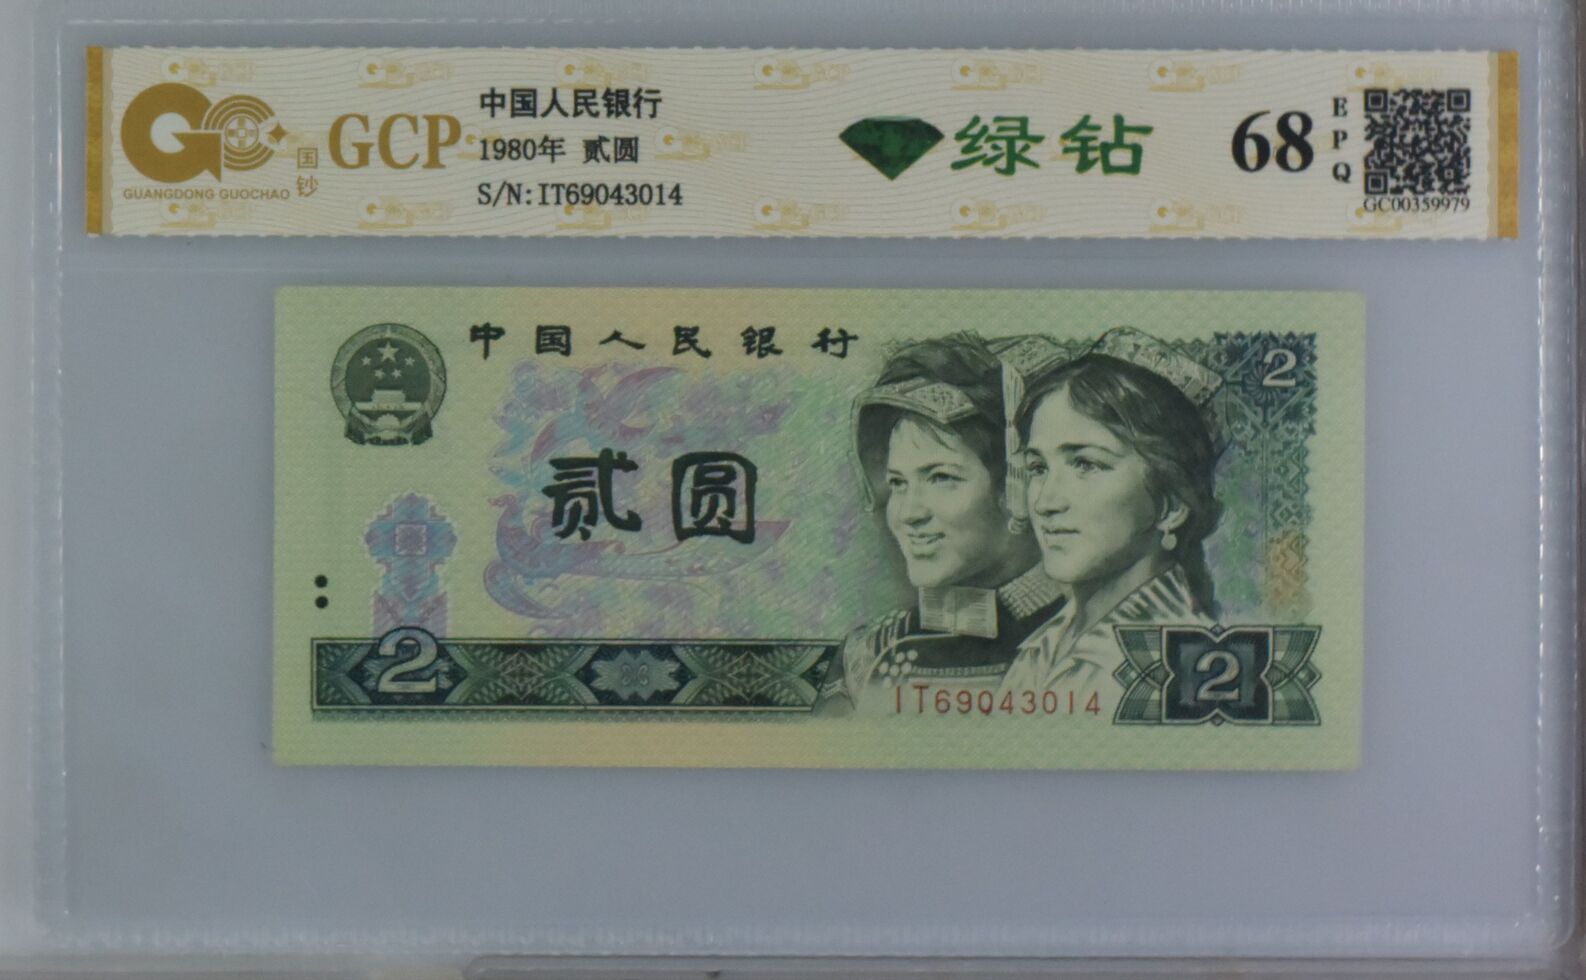 GUANGDONG GUOCHAO
国钞
GCP
中国人民银行
1980年 贰圆
S/N:IT69043014
绿钻
68
EPQ
GC00359979
中国人民银行
2
贰圆
2
IT69043014
2